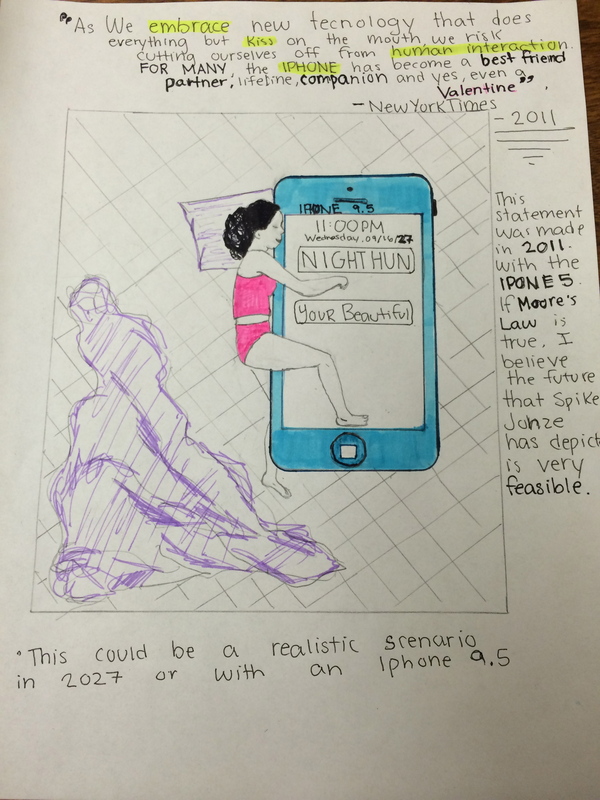 "As We embrace new tecnology that does
everything but kiss on the mouth we risk
cutting ourselves off from human interaction.
FOR MANY, the IPHONE has become a best friend
partner, lifeline, companion and yes, even a
Valentine".
- New York Times
- 2011
IPHONE 9.5
11:00PM
Wednesday, 09/16/27
NIGHT HUN
YOUR Beautiful
This
statement
was made
in 2011.
with the
IPONE 5.
If Moore's
Law is
true, I
believe
the future
that Spike
Jonze
has depict
is very
feasible.
"This could be a realistic scenario
in 2027 or with an Iphone 9.5